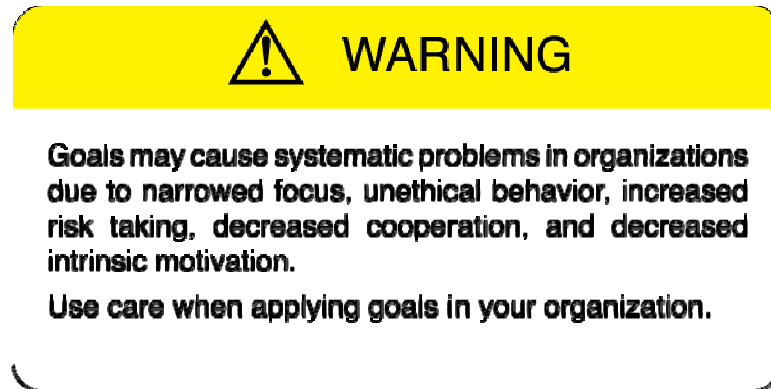 WARNING
Goals may cause systematic problems in organizations
due to narrowed focus, unethical behavior, increased
risk taking, decreased cooperation, and decreased
intrinsic motivation.
Use care when applying goals in your organization.